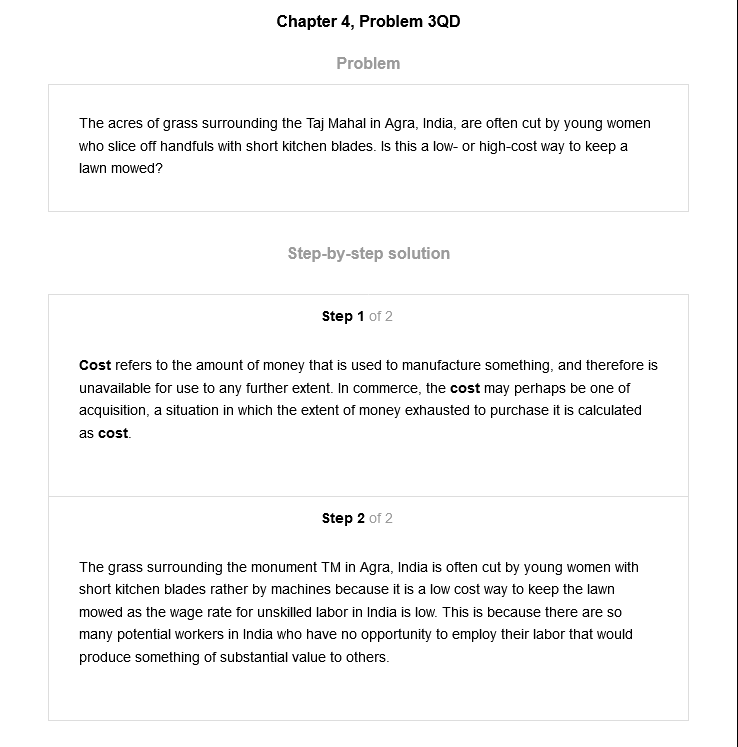 Chapter 4, Problem 3QD
Problem
The acres of grass surrounding the Taj Mahal in Agra, India, are often cut by young women
who slice off handfuls with short kitchen blades. Is this a low- or high-cost way to keep a
lawn mowed?
Step-by-step solution
Step 1 of 2
Cost refers to the amount of money that is used to manufacture something, and therefore is
unavailable for use to any further extent. In commerce, the cost may perhaps be one of
acquisition, a situation in which the extent of money exhausted to purchase it is calculated
as cost.
Step 2 of 2
The grass surrounding the monument TM in Agra, India is often cut by young women with
short kitchen blades rather by machines because it is a low cost way to keep the lawn
mowed as the wage rate for unskilled labor in India is low. This is because there are so
many potential workers in India who have no opportunity to employ their labor that would
produce something of substantial value to others.